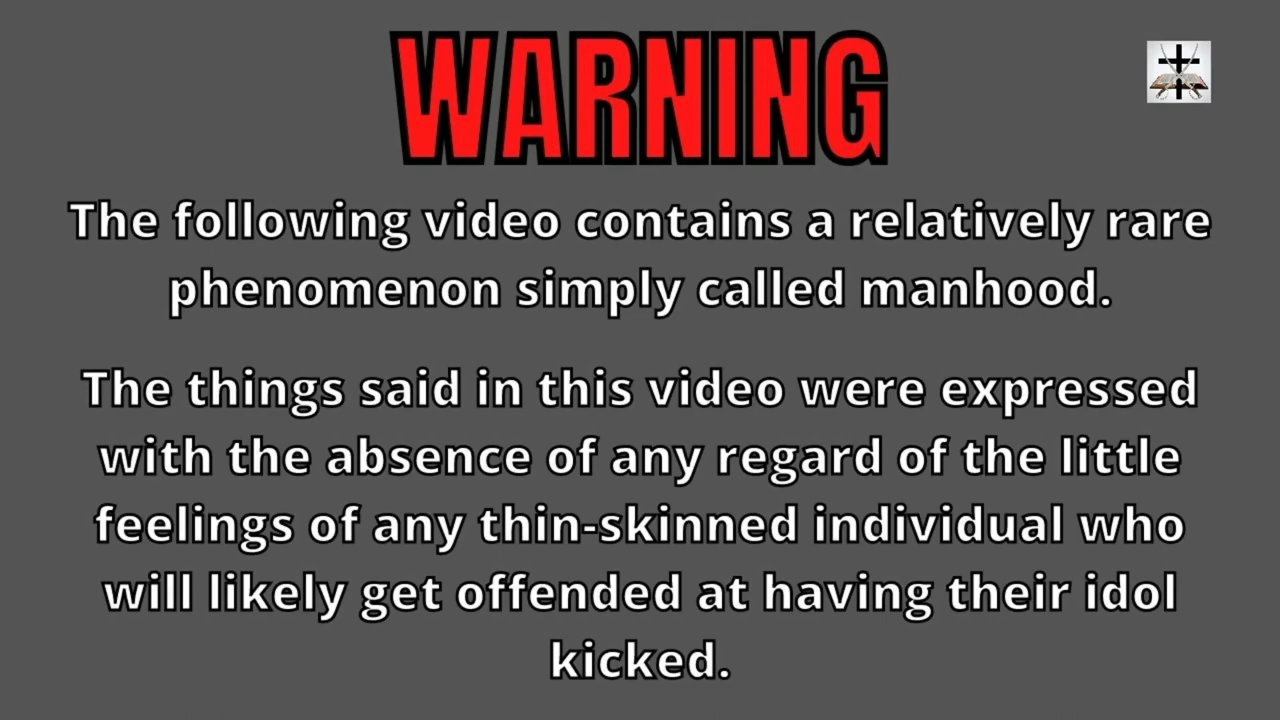 WARNING
The following video contains a relatively rare
phenomenon simply called manhood.
The things said in this video were expressed
with the absence of any regard of the little
feelings of any thin-skinned individual who
will likely get offended at having their idol
kicked.